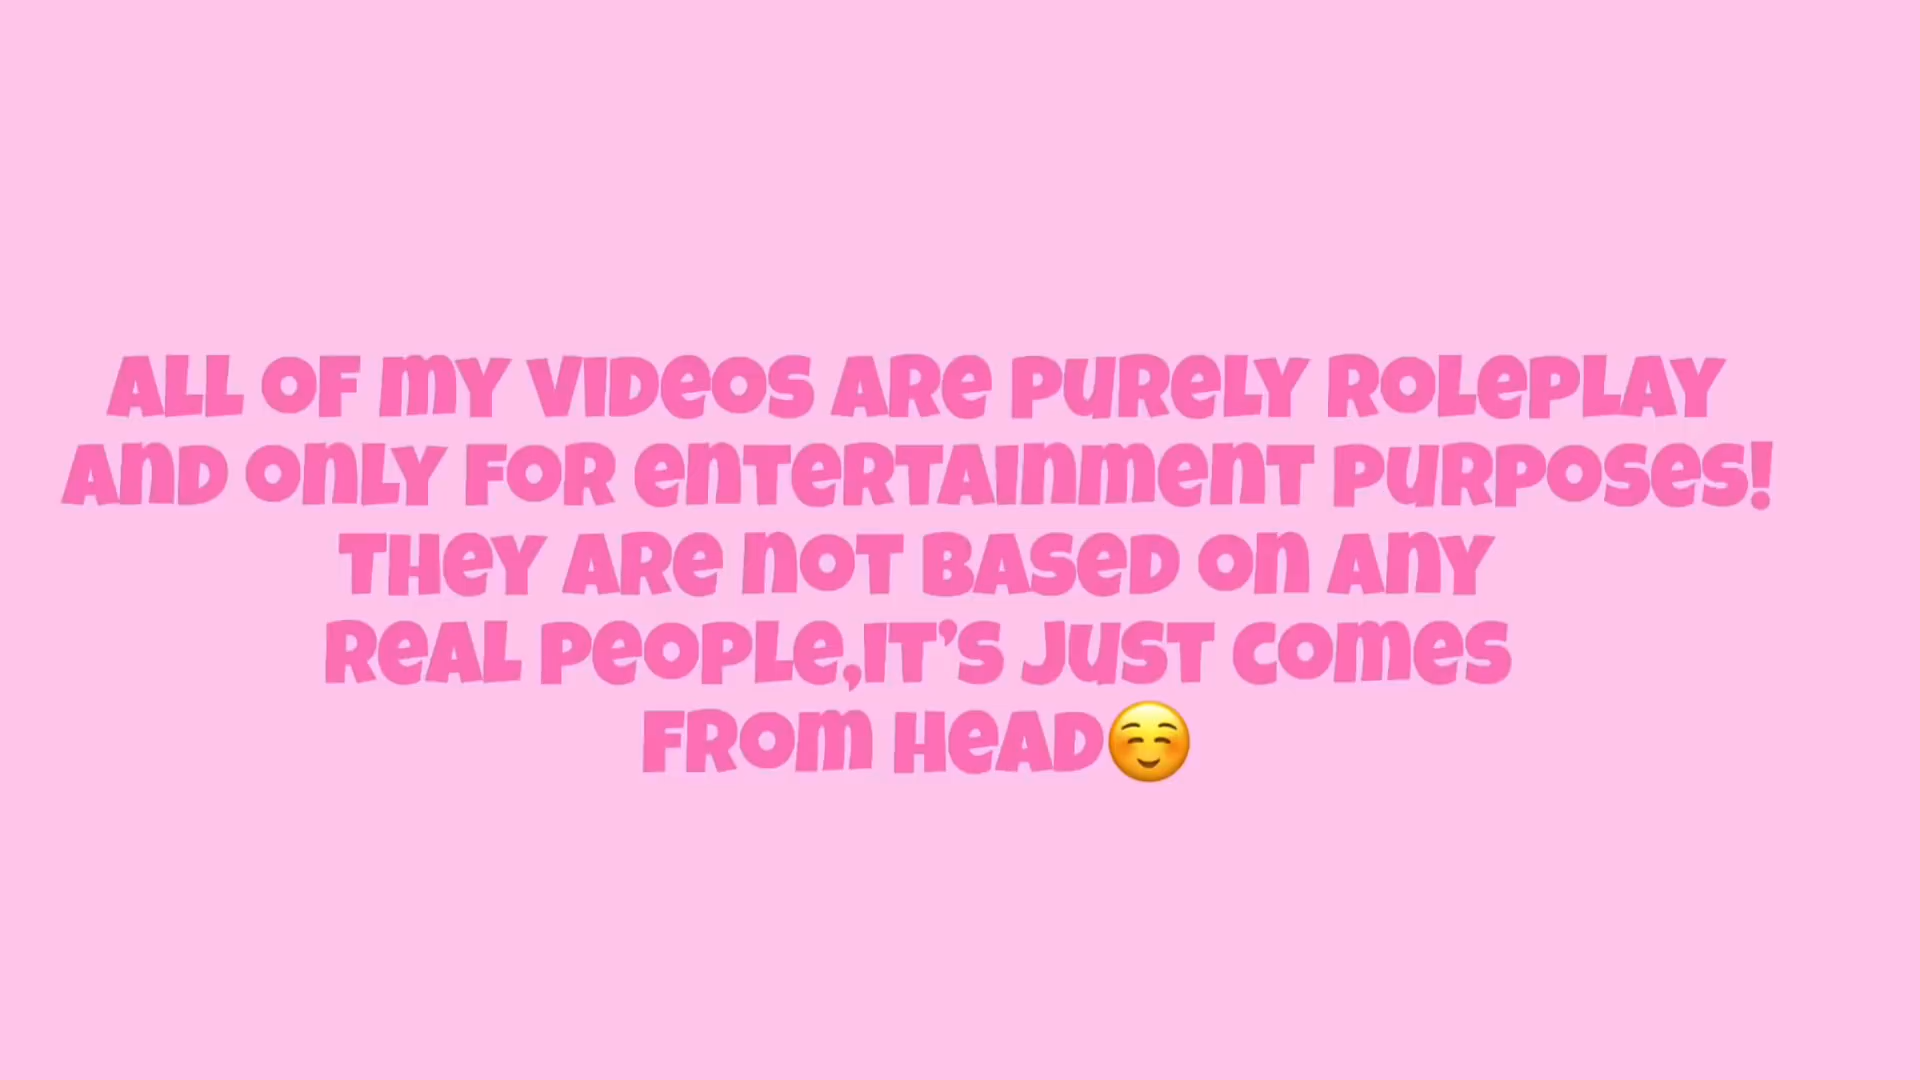 ALL OF MY VIDEOS ARE PURELY ROLEPLAY
AND ONLY FOR ENTERTAINMENT PURPOSES!
THEY ARE NOT BASED ON ANY
REAL PEOPLE,IT'S JUST COMES
FROM HEAD☺️